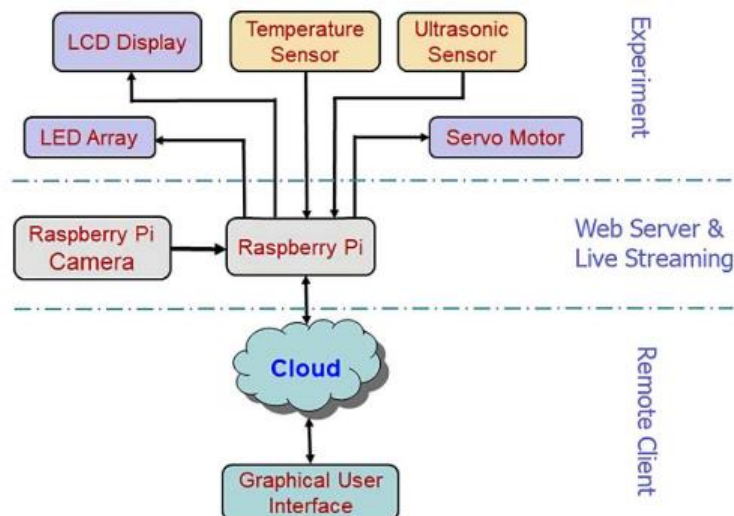 LCD Display
Temperature
Sensor
Ultrasonic
Sensor
Experiment
LED Array
Servo Motor
Raspberry Pi
Camera
Raspberry Pi
Web Server &
Live Streaming
Cloud
Remote Client
Graphical User
Interface